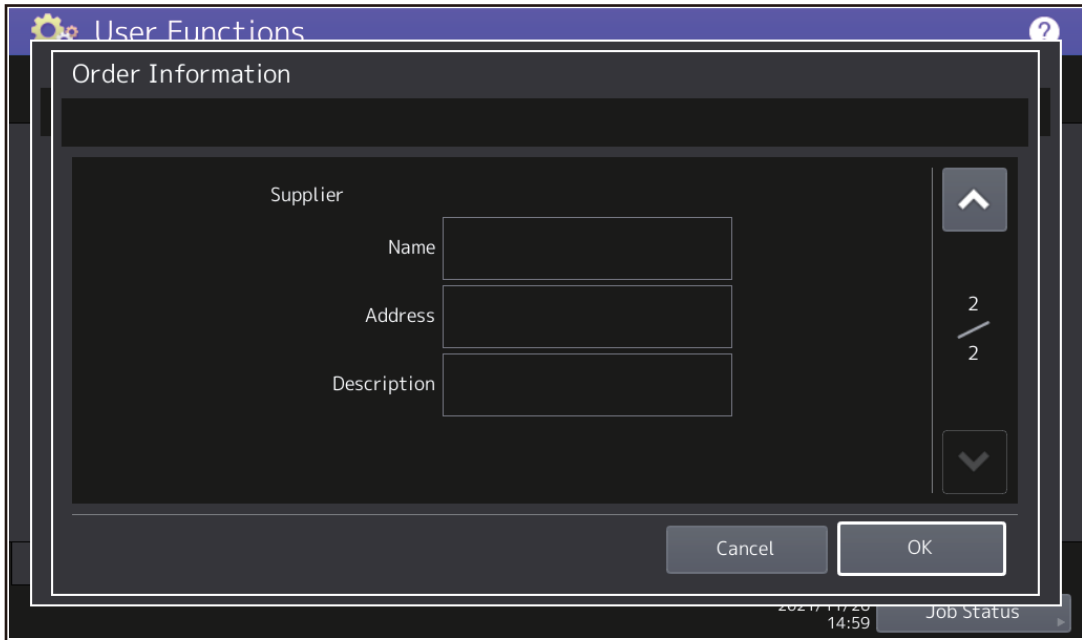 User Functions
?
Order Information
Supplier
Name
Address
Description
2
2
Cancel
OK
14:59
Job Status